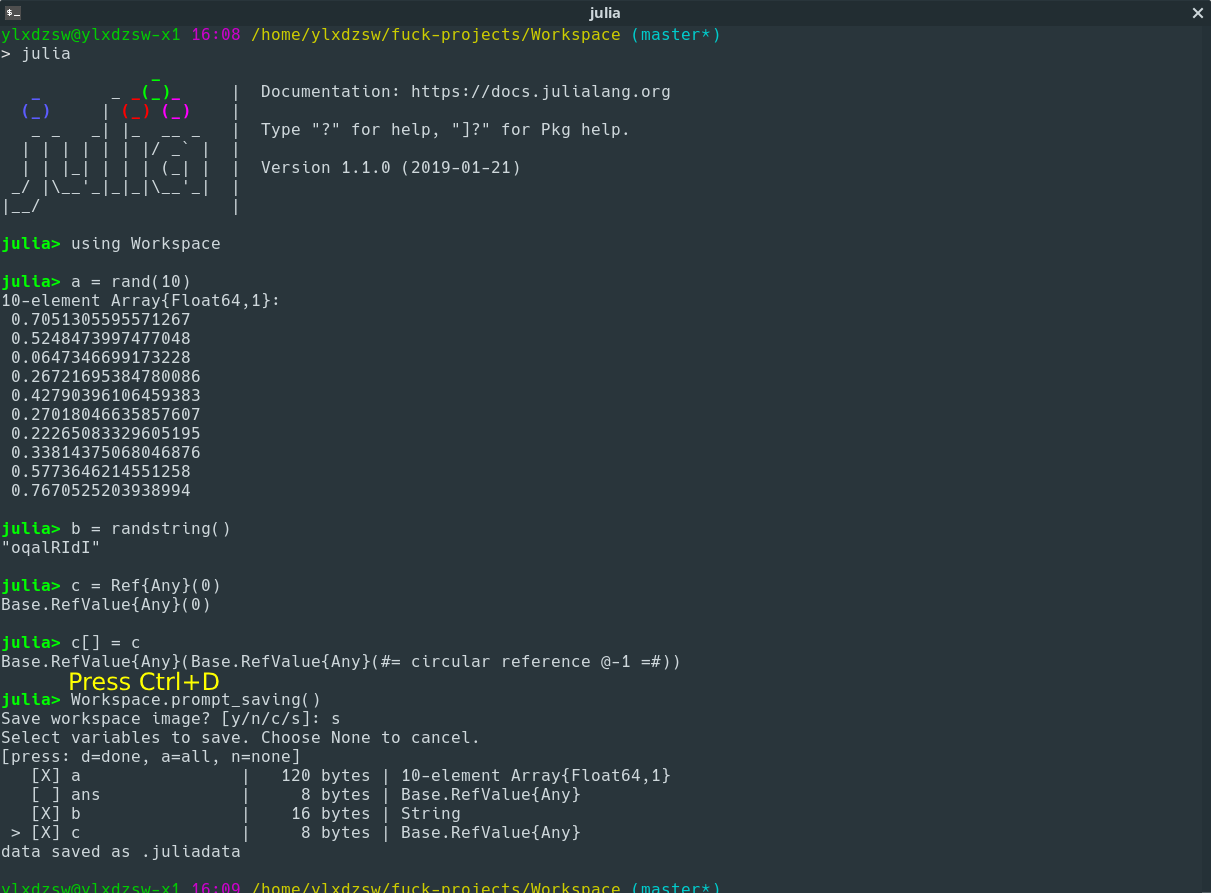 julia
ylxdzsw@ylxdzsw-x1 16:08 /home/ylxdzsw/fuck-projects/Workspace (master*)
> julia
               _
   _       _ _(_)_     |  Documentation: https://docs.julialang.org
  (_)     | (_) (_)    |
   _ _   _| |_  __ _   |  Type "?" for help, "]?" for Pkg help.
  | | | | | | |/ _` |  |
  | | |_| | | | (_| |  |  Version 1.1.0 (2019-01-21)
 _/ |\__'_|_|_|\__'_|  |
|__/                   |
julia> using Workspace
julia> a = rand(10)
10-element Array{Float64,1}:
 0.7051305595571267
 0.5248473997477048
 0.0647346699173228
 0.267216953847​80086
 0.42790396106459383
 0.27018046635857607
 0.22265083329605195
 0.33814375068046876
 0.5773646214551258
 0.7670525203938994
julia> b = randstring()
"oqalRIdI"
julia> c = Ref{Any}(0)
Base.RefValue{Any}(0)
julia> c[] = c
Base.RefValue{Any}(Base.RefValue{Any}(#= circular reference @-1 =#))
Press Ctrl+D
julia> Workspace.prompt_saving()
Save workspace image? [y/n/c/s]: s
Select variables to save. Choose None to cancel.
[press: d=done, a=all, n=none]
   [X] a                |   120 bytes | 10-element Array{Float64,1}
   [ ] ans              |     8 bytes | Base.RefValue{Any}
   [X] b                |    16 bytes | String
 > [X] c                |     8 bytes | Base.RefValue{Any}
data saved as .juliadata
ylxdzsw@ylxdzsw-x1 16:09 /home/ylxdzsw/fuck-projects/Workspace (master*)